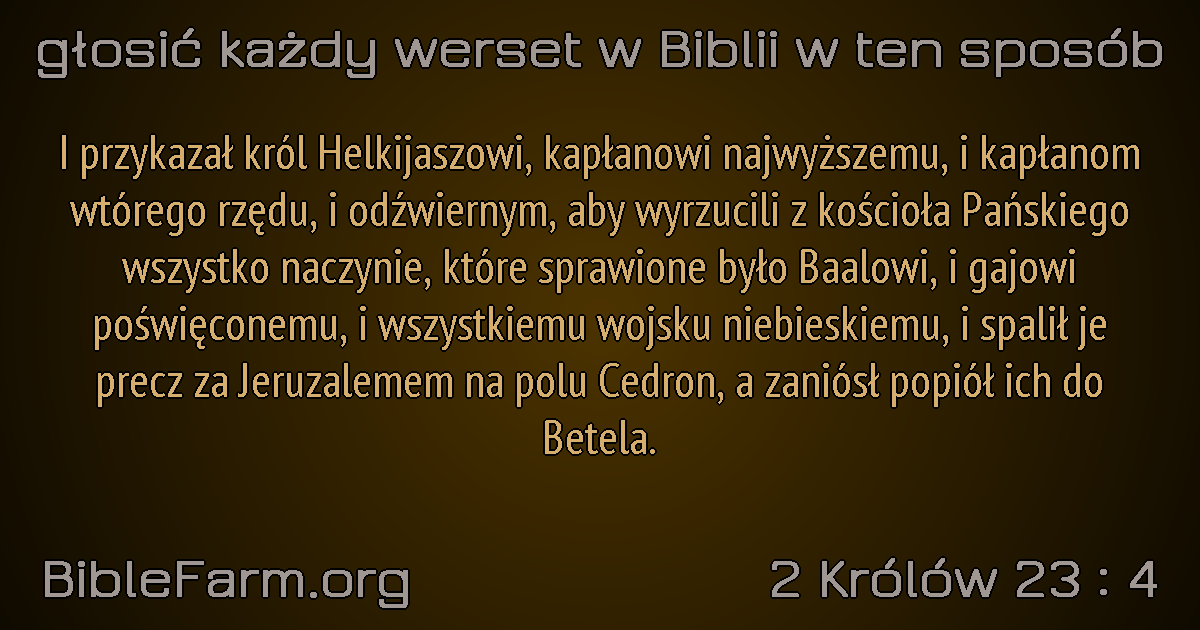 głosić każdy werset w Biblii w ten sposób
I przykazał król Helkijaszowi, kapłanowi najwyższemu, i kapłanom
wtórego rzędu, i odźwiernym, aby wyrzucili z kościoła Pańskiego
wszystko naczynie, które sprawione było Baalowi, i gajowi
poświęconemu, i wszystkiemu wojsku niebieskiemu, i spalił je
precz za Jeruzalemem na polu Cedron, a zaniósł popiół ich do
Betela.
BibleFarm.org
2 Królów 23 : 4